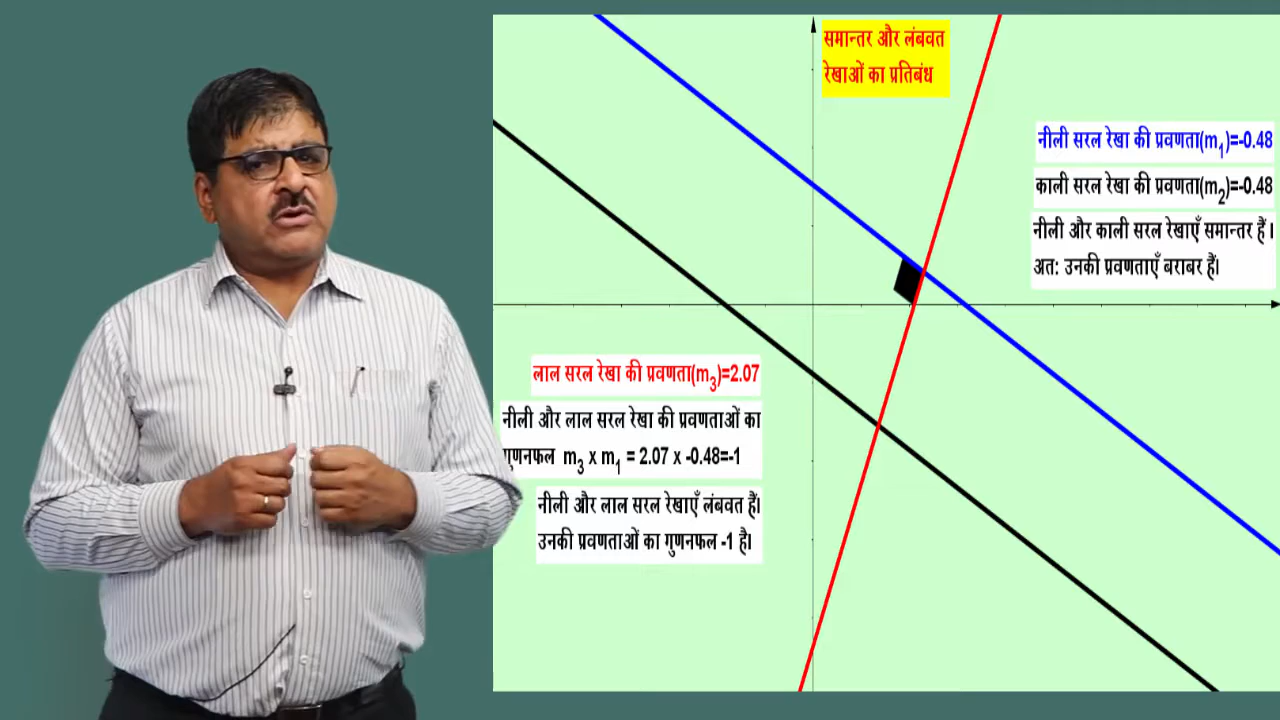 समान्तर और लंबवत
रेखाओं का प्रतिबंध
नीली सरल रेखा की प्रवणता(m1)=-0.48
काली सरल रेखा की प्रवणता(m2)=-0.48
नीली और काली सरल रेखाएँ समान्तर हैं।
अत: उनकी प्रवणताएँ बराबर हैं।
लाल सरल रेखा की प्रवणता(m3)=2.07
नीली और लाल सरल रेखा की प्रवणताओं का
गुणनफल m3 x m1 = 2.07 x -0.48=-1
नीली और लाल सरल रेखाएँ लंबवत हैं।
उनकी प्रवणताओं का गुणनफल -1 है।